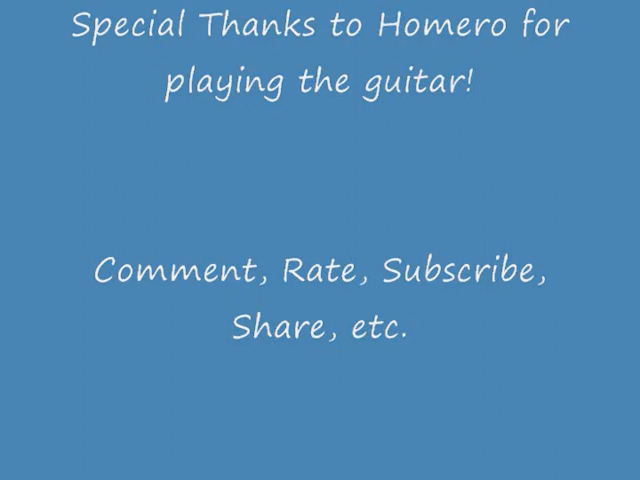 Special Thanks to Homero for
playing the guitar!
Comment, Rate, Subscribe,
Share, etc.